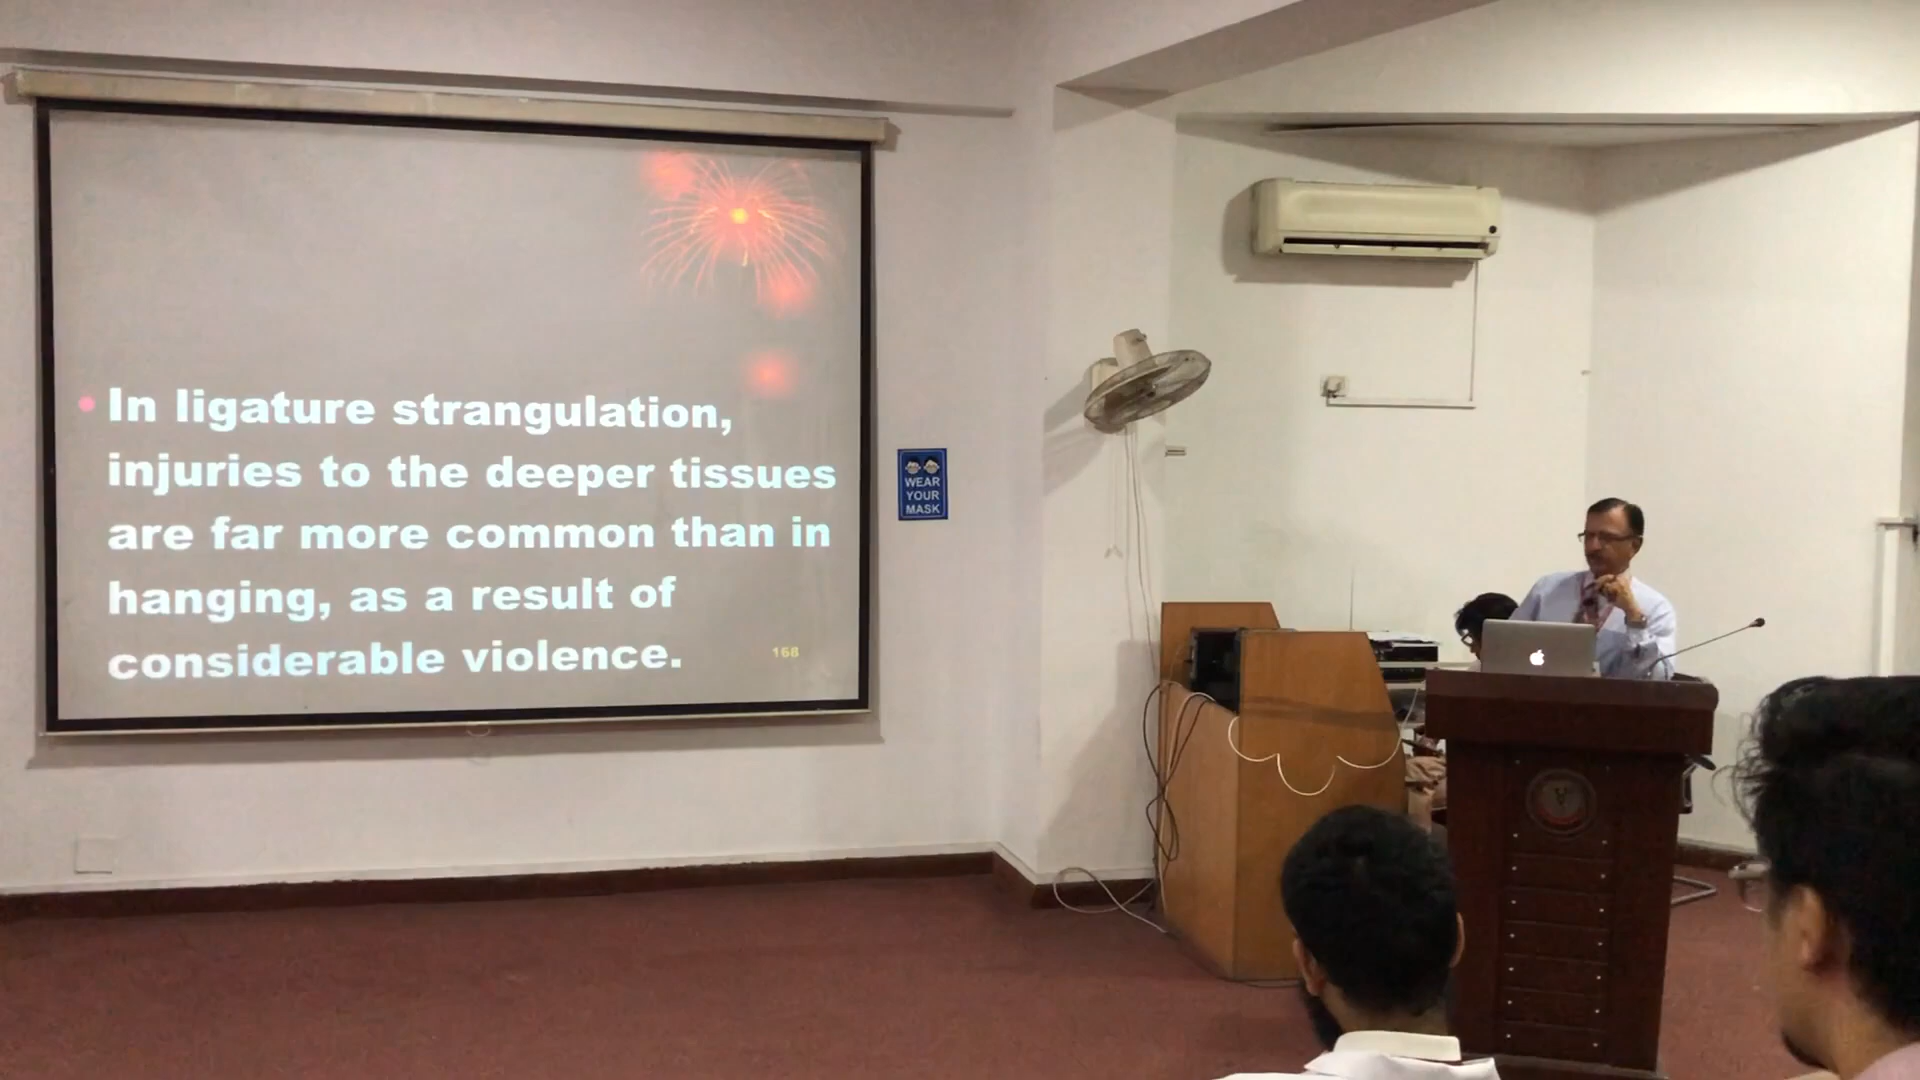 In ligature strangulation,
injuries to the deeper tissues
are far more common than in
hanging, as a result of
considerable violence.
168
WEAR
YOUR
MASK